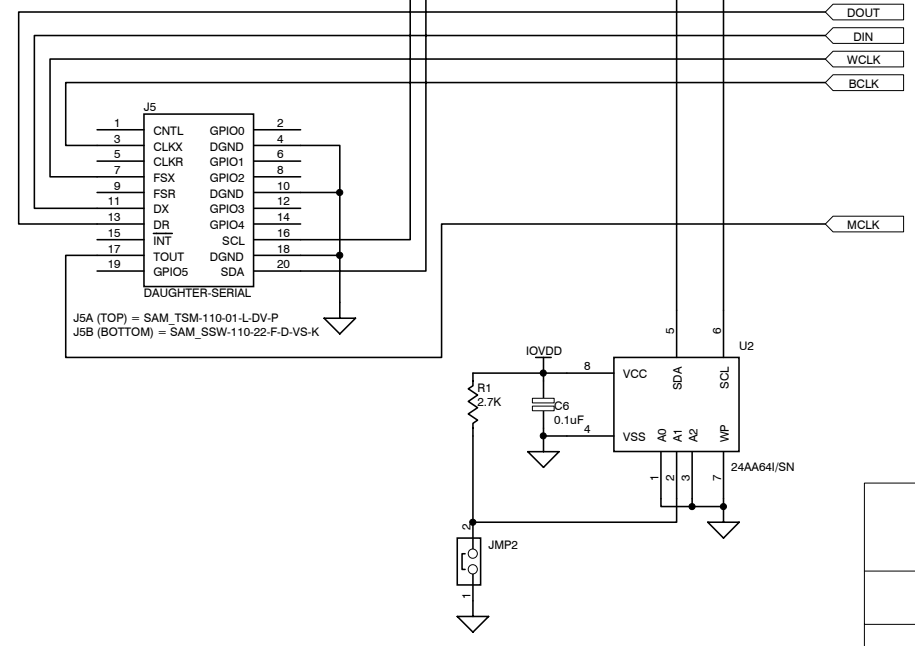 DOUT
DIN
WCLK
BCLK
J5
1 CNTL GPIO0 2
3 CLKX DGND 4
5 CLKR GPIO1 6
7 FSX GPIO2 8
9 FSR DGND 10
11 DX GPIO3 12
13 DR GPIO4 14
15 INT SCL 16
17 TOUT DGND 18
19 GPIO5 SDA 20
DAUGHTER-SERIAL
J5A (TOP) = SAM_TSM-110-01-L-DV-P
J5B (BOTTOM) = SAM_SSW-110-22-F-D-VS-K
MCLK
5 6
U2
IOVDD
8 VCC SDA SCL
R1
2.7K
C6
0.1uF
4 VSS A0 A1 A2 WP
24AA64I/SN
1 2 3 7
2
JMP2
1